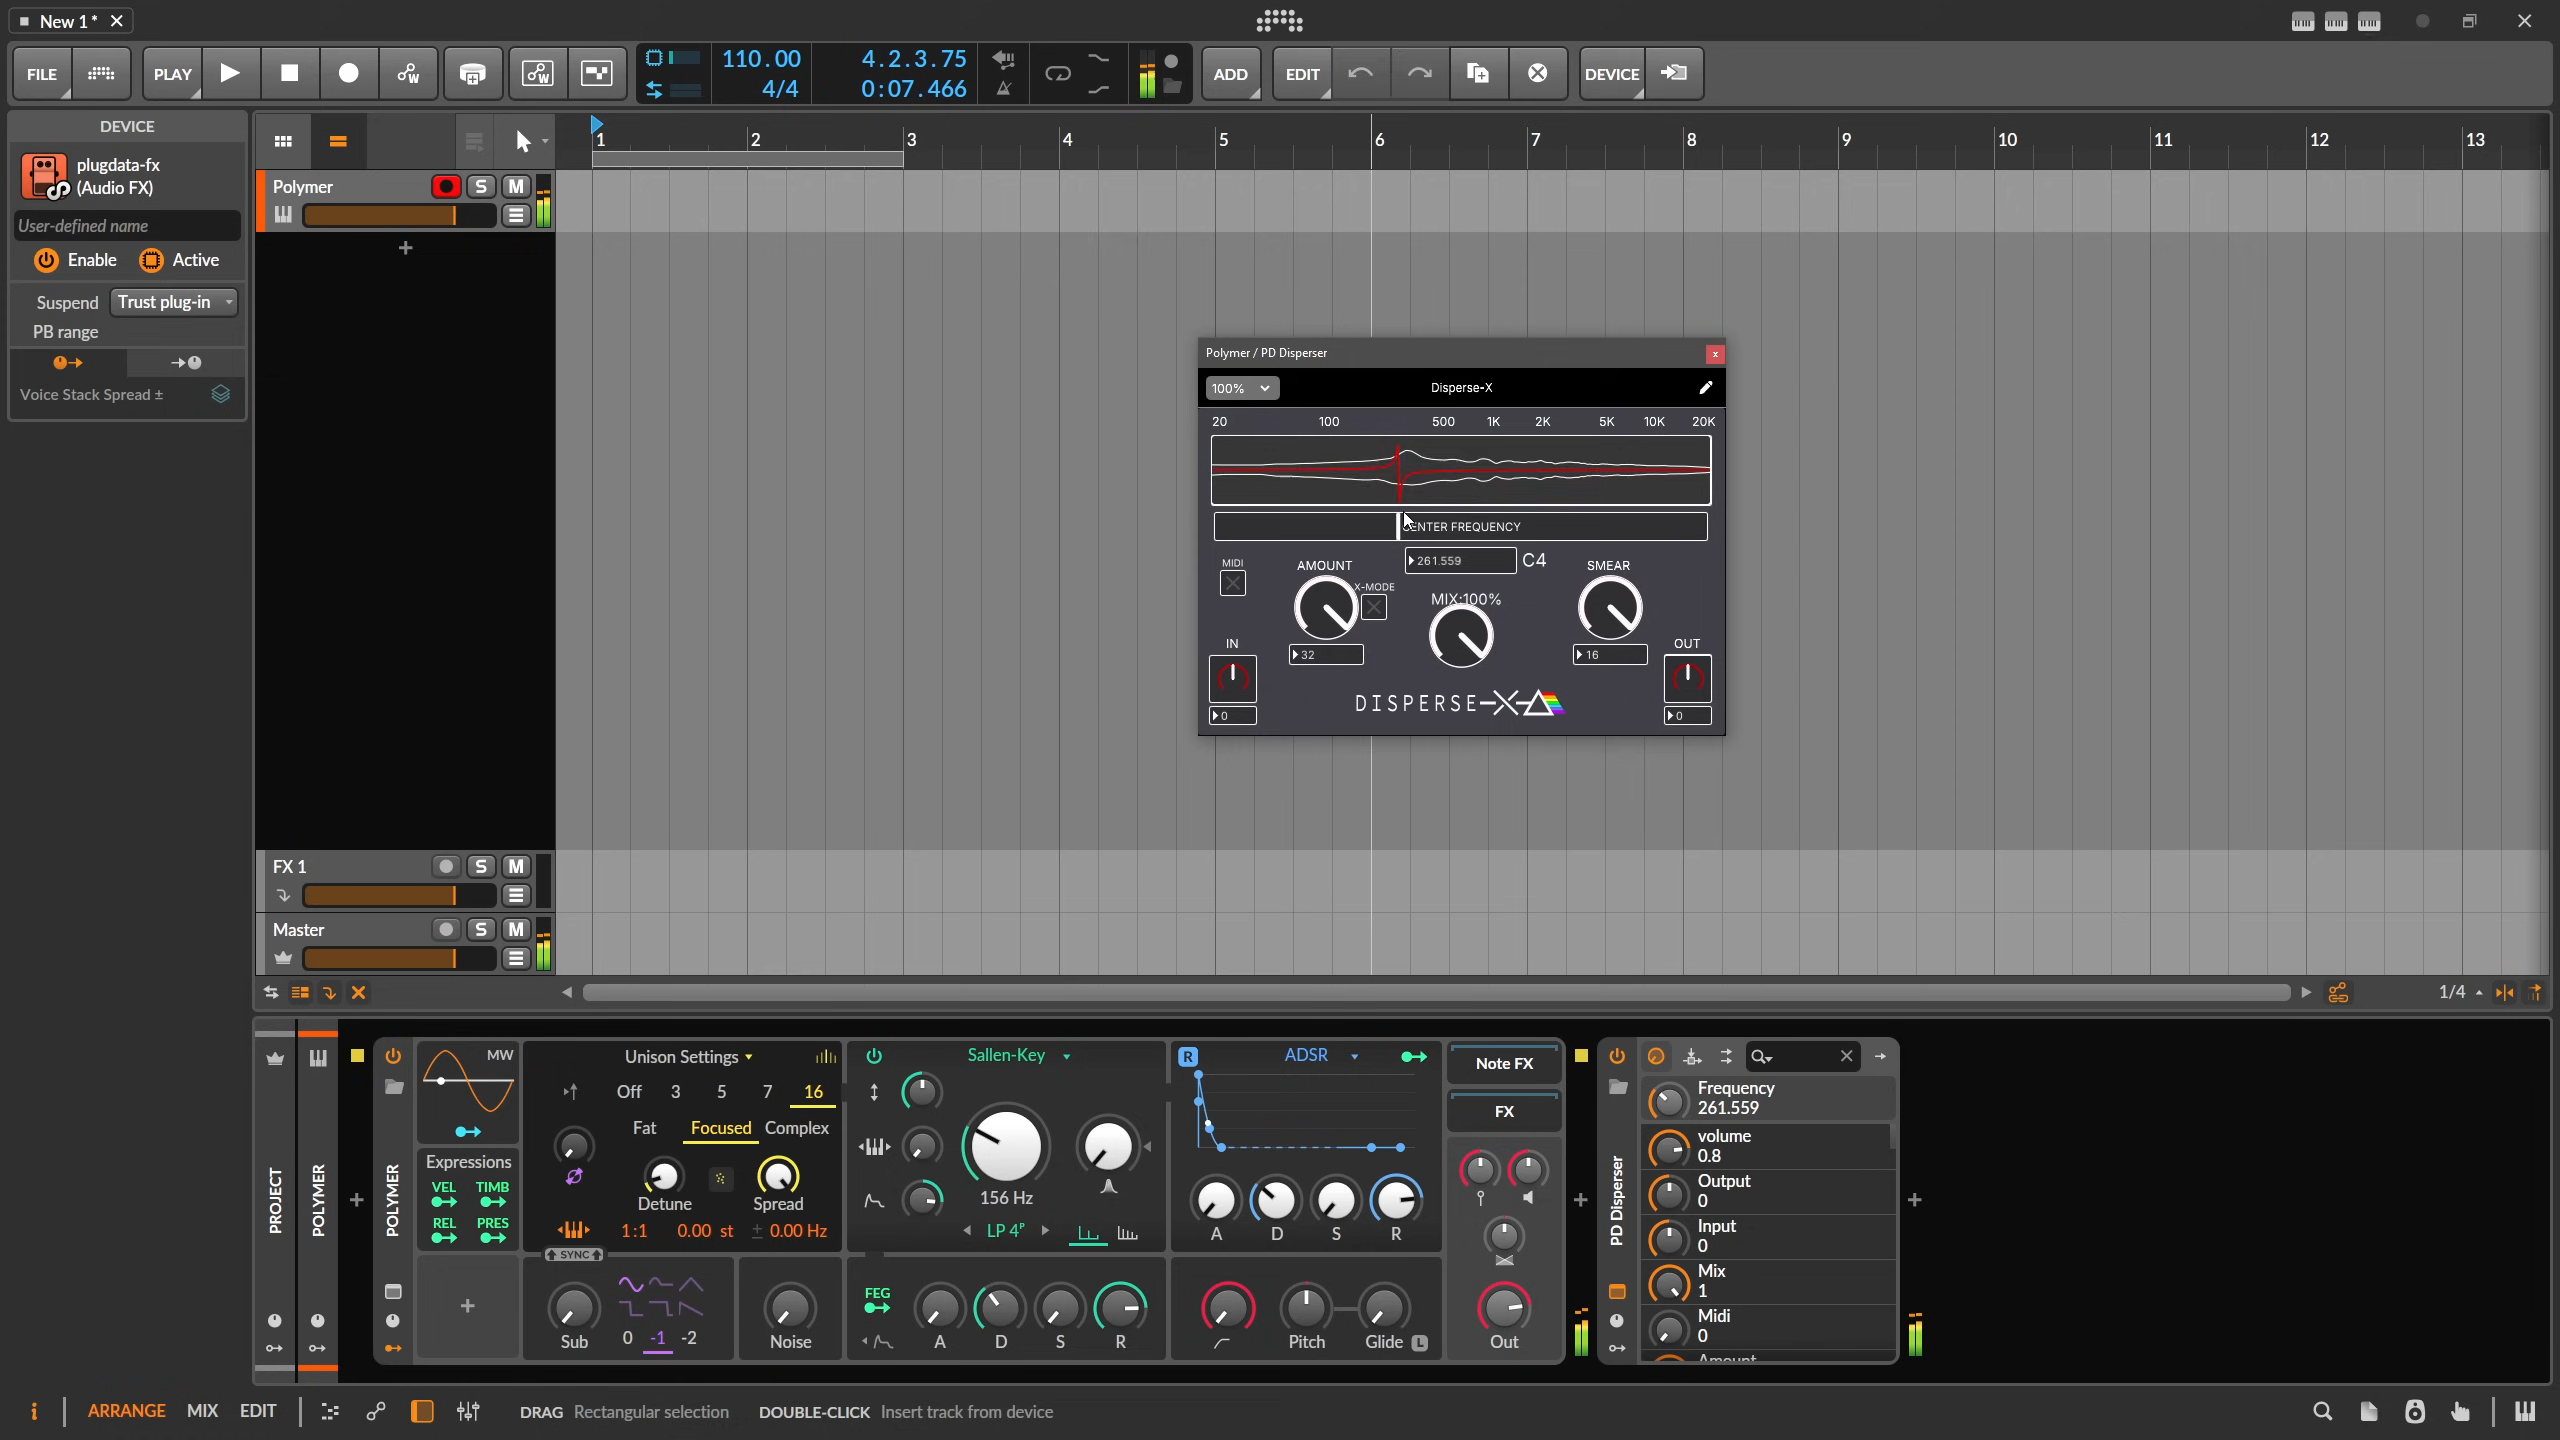 New 1 *
FILE
PLAY
110.00
4/4
4.2.3.75
0:07.466
ADD
EDIT
DEVICE
DEVICE
plugdata-fx
(Audio FX)
User-defined name
Enable
Active
Suspend
Trust plug-in
PB range
Voice Stack Spread ±
1
2
3
4
5
6
7
8
9
10
11
12
13
Polymer
S
M
Polymer / PD Disperser
100%
Disperse-X
20
100
500
1K
2K
5K
10K
20K
CENTER FREQUENCY
261.559
C4
MIDI
AMOUNT
X-MODE
MIX:100%
SMEAR
32
16
IN
0
OUT
0
DISPERSE-X
FX 1
S
M
Master
S
M
1/4
PROJECT
POLYMER
POLYMER
MW
Expressions
VEL
TIMB
REL
PRES
Unison Settings
Off
3
5
7
16
Fat
Focused
Complex
Detune
Spread
1:1
0.00 st
± 0.00 Hz
SYNC
Sub
0
-1
-2
Noise
Sallen-Key
156 Hz
LP 4ᴾ
FEG
A
D
S
R
R
ADSR
A
D
S
R
Pitch
Glide
L
Note FX
FX
Out
PD Disperser
Frequency
261.559
volume
0.8
Output
0
Input
0
Mix
1
Midi
0
Amount
ARRANGE
MIX
EDIT
DRAG Rectangular selection
DOUBLE-CLICK Insert track from device